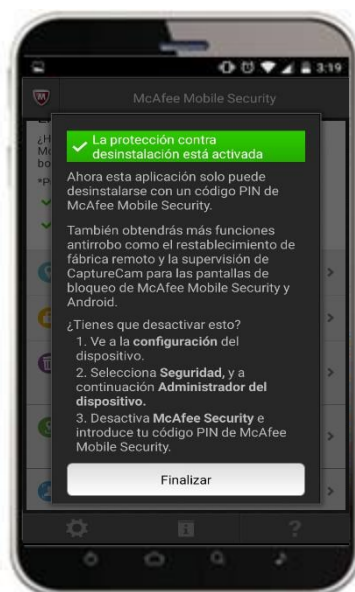 3:19
McAfee Mobile Security
✓ La protección contra
desinstalación está activada
Ahora esta aplicación solo puede
desinstalarse con un código PIN de
McAfee Mobile Security.
También obtendrás más funciones
antirrobo como el restablecimiento de
fábrica remoto y la supervisión de
CaptureCam para las pantallas de
bloqueo de McAfee Mobile Security y
Android.
¿Tienes que desactivar esto?
1. Ve a la configuración del
dispositivo.
2. Selecciona Seguridad, y a
continuación Administrador del
dispositivo.
3. Desactiva McAfee Security e
introduce tu código PIN de McAfee
Mobile Security.
Finalizar